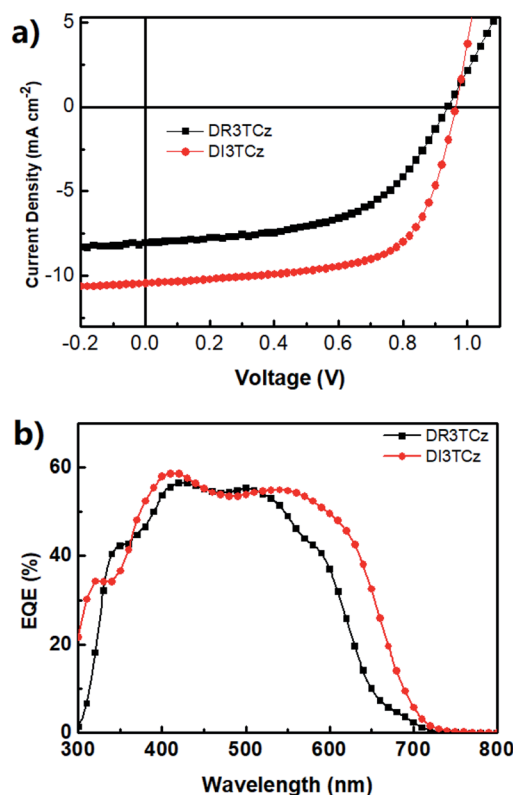 a)
5
0
-5
-10
Current Density (mA cm⁻²)
DR3TCz
DI3TCz
-0.2 0.0 0.2 0.4 0.6 0.8 1.0
Voltage (V)
b)
60
40
20
0
EQE (%)
DR3TCz
DI3TCz
300 400 500 600 700 800
Wavelength (nm)